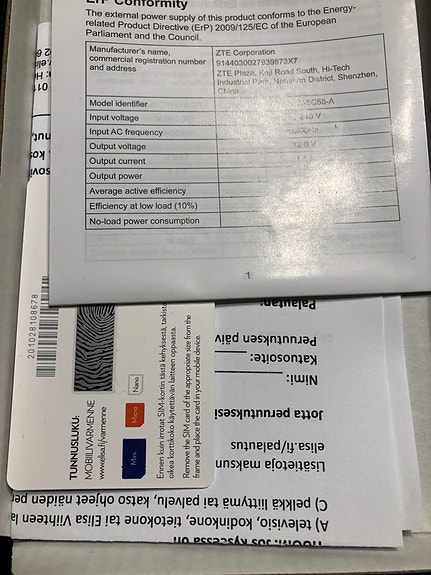 ErP Conformity
The external power supply of this product conforms to the Energy-
related Product Directive (ErP) 2009/125/EC of the European
Parliament and the Council.
Manufacturer's name,
commercial registration number
and address
ZTE Corporation
9144030027939873X7
ZTE Plaza, Keji Road South, Hi-Tech
Industrial Park, Nanshan District, Shenzhen,
China
Model identifier
Input voltage
Input AC frequency
Output voltage
Output current
Output power
Average active efficiency
Efficiency at low load (10%)
No-load power consumption
1
201028108678
TUNNUSLUKU:
MOBIILIVARMENNE
www.elisa.fi/varmenne
Mini
Micro
Nano
Ennen kuin irrotat SIM-kortin tästä kehyksestä, tarkista
oikea korttikoko käytettävän laitteen oppaasta.
Remove the SIM card of the appropriate size from the
frame and place the card in your mobile device.
A) televisio, kodinkone, tietokone tai Elisa Viihteen
C) pelkkä liittymä tai palvelu, katso ohjeet näiden
Lisätietoja maksun
elisa.fi/palautus
Jotta peruutuksesi
Nimi:
Katuosoite:
Peruutuksen päiv
Palautan: